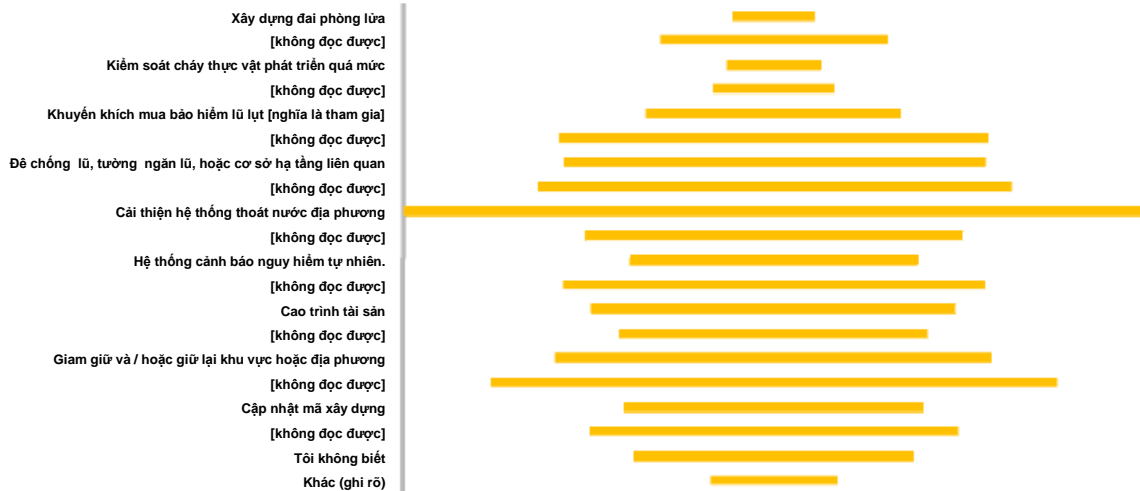 Xây dựng đai phòng lửa
[không đọc được]
Kiểm soát cháy thực vật phát triển quá mức
[không đọc được]
Khuyến khích mua bảo hiểm lũ lụt [nghĩa là tham gia]
[không đọc được]
Đê chống lũ, tường ngăn lũ, hoặc cơ sở hạ tầng liên quan
[không đọc được]
Cải thiện hệ thống thoát nước địa phương
[không đọc được]
Hệ thống cảnh báo nguy hiểm tự nhiên.
[không đọc được]
Cao trình tài sản
[không đọc được]
Giam giữ và / hoặc giữ lại khu vực hoặc địa phương
[không đọc được]
Cập nhật mã xây dựng
[không đọc được]
Tôi không biết
Khác (ghi rõ)